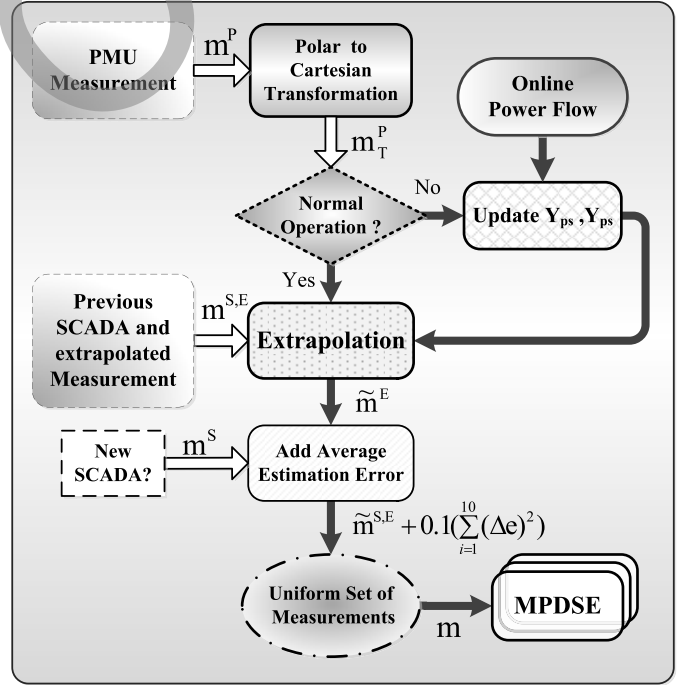 PMU
Measurement
m^P
Polar to
Cartesian
Transformation
m_T^P
Online
Power Flow
Normal
Operation ?
No
Update Y_ps ,Y_ps
Yes
Previous
SCADA and
extrapolated
Measurement
m^S,E
Extrapolation
m̃^E
New
SCADA?
m^S
Add Average
Estimation Error
m̃^S,E + 0.1(∑_{i=1}^{10}(Δe)^2)
Uniform Set of
Measurements
m
MPDSE